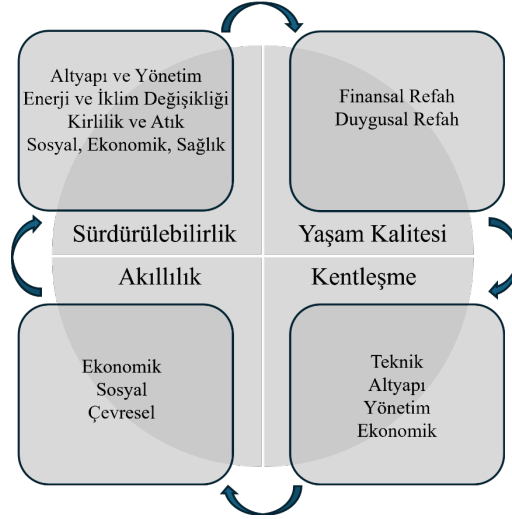 Altyapı ve Yönetim
Enerji ve İklim Değişikliği
Kirlilik ve Atık
Sosyal, Ekonomik, Sağlık
Finansal Refah
Duygusal Refah
Sürdürülebilirlik
Yaşam Kalitesi
Akıllılık
Kentleşme
Ekonomik
Sosyal
Çevresel
Teknik
Altyapı
Yönetim
Ekonomik